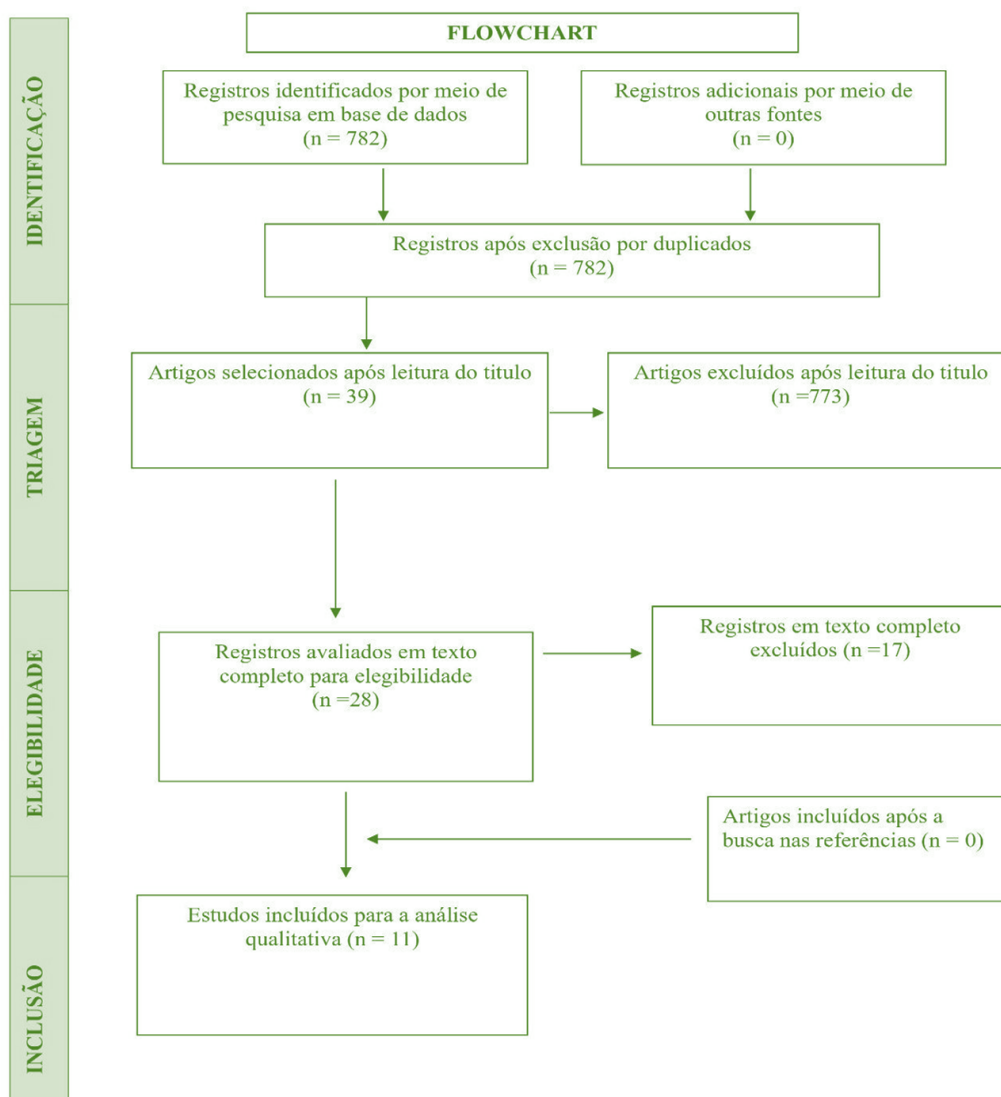 FLOWCHART
IDENTIFICAÇÃO
Registros identificados por meio de
pesquisa em base de dados
(n = 782)
Registros adicionais por meio de
outras fontes
(n = 0)
Registros após exclusão por duplicados
(n = 782)
TRIAGEM
Artigos selecionados após leitura do titulo
(n = 39)
Artigos excluídos após leitura do titulo
(n =773)
ELEGIBILIDADE
Registros avaliados em texto
completo para elegibilidade
(n =28)
Registros em texto completo
excluídos (n =17)
Artigos incluídos após a
busca nas referências (n = 0)
INCLUSÃO
Estudos incluídos para a análise
qualitativa (n = 11)